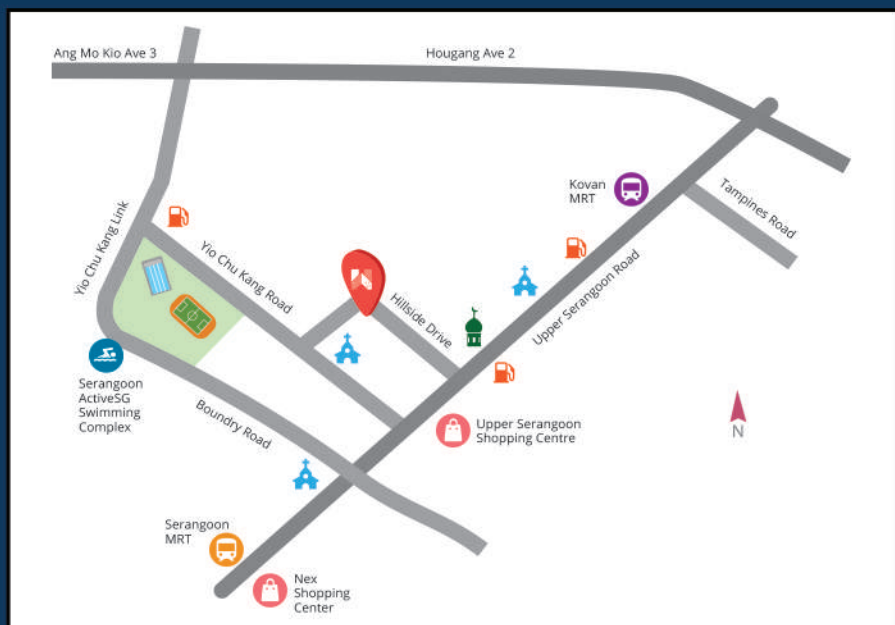 Ang Mo Kio Ave 3
Hougang Ave 2
Kovan
MRT
Tampines Road
Yio Chu Kang Link
Yio Chu Kang Road
Hillside Drive
Upper Serangoon Road
Serangoon
ActiveSG
Swimming
Complex
Boundry Road
Upper Serangoon
Shopping Centre
N
Serangoon
MRT
Nex
Shopping
Center